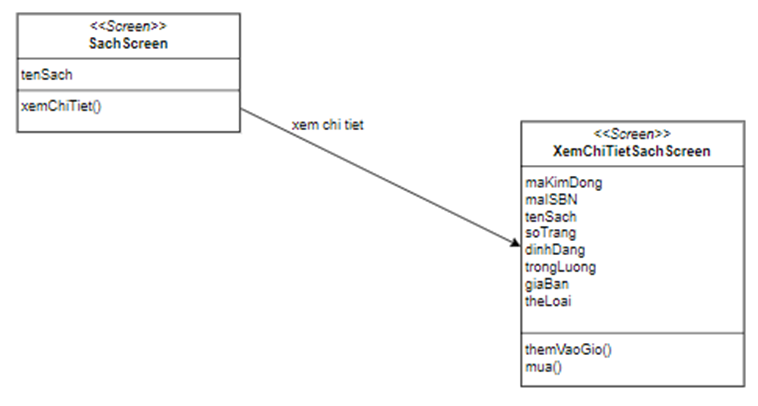 <<Screen>>
SachScreen
tenSach
xemChiTiet()
xem chi tiet
<<Screen>>
XemChiTietSachScreen
maKimDong
maISBN
tenSach
soTrang
dinhDang
trongLuong
giaBan
theLoai
themVaoGio()
mua()